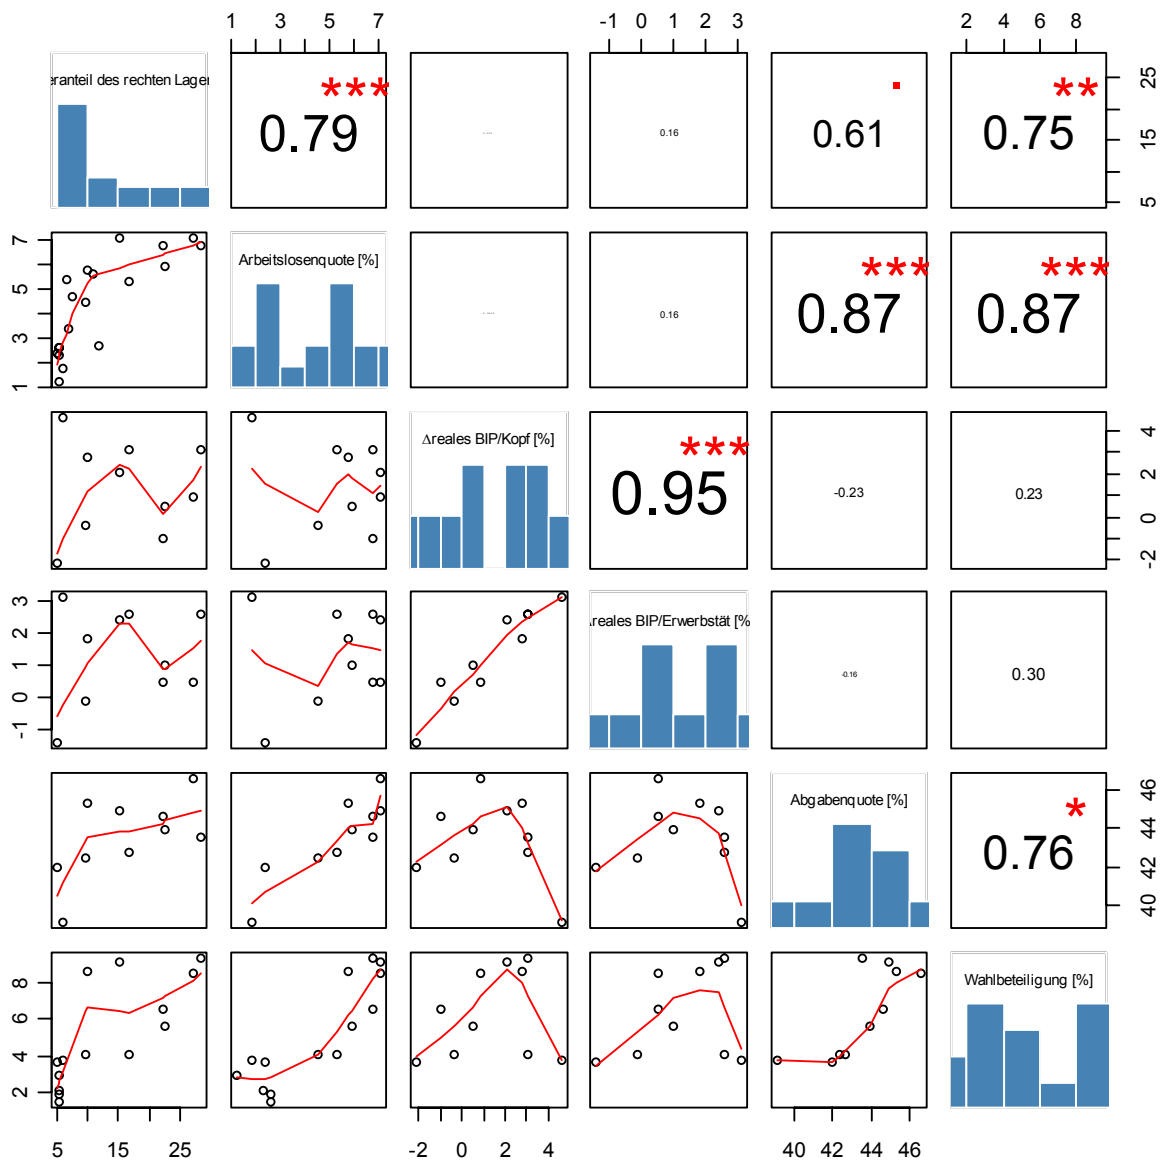 1 3 5 7 -1 0 1 2 3 2 4 6 8
eranteil des rechten Lager
*** 0.79
0.16
0.61
** 0.75
5 15 25
1 3 5 7
Arbeitslosenquote [%]
0.16
*** 0.87
*** 0.87
Δreales BIP/Kopf [%]
*** 0.95
-0.23
0.23
-2 0 2 4
-1 0 1 2 3
reales BIP/Erwerbstät [%
-0.16
0.30
Abgabenquote [%]
* 0.76
40 42 44 46
2 4 6 8
Wahlbeteiligung [%]
5 15 25 -2 0 2 4 40 42 44 46